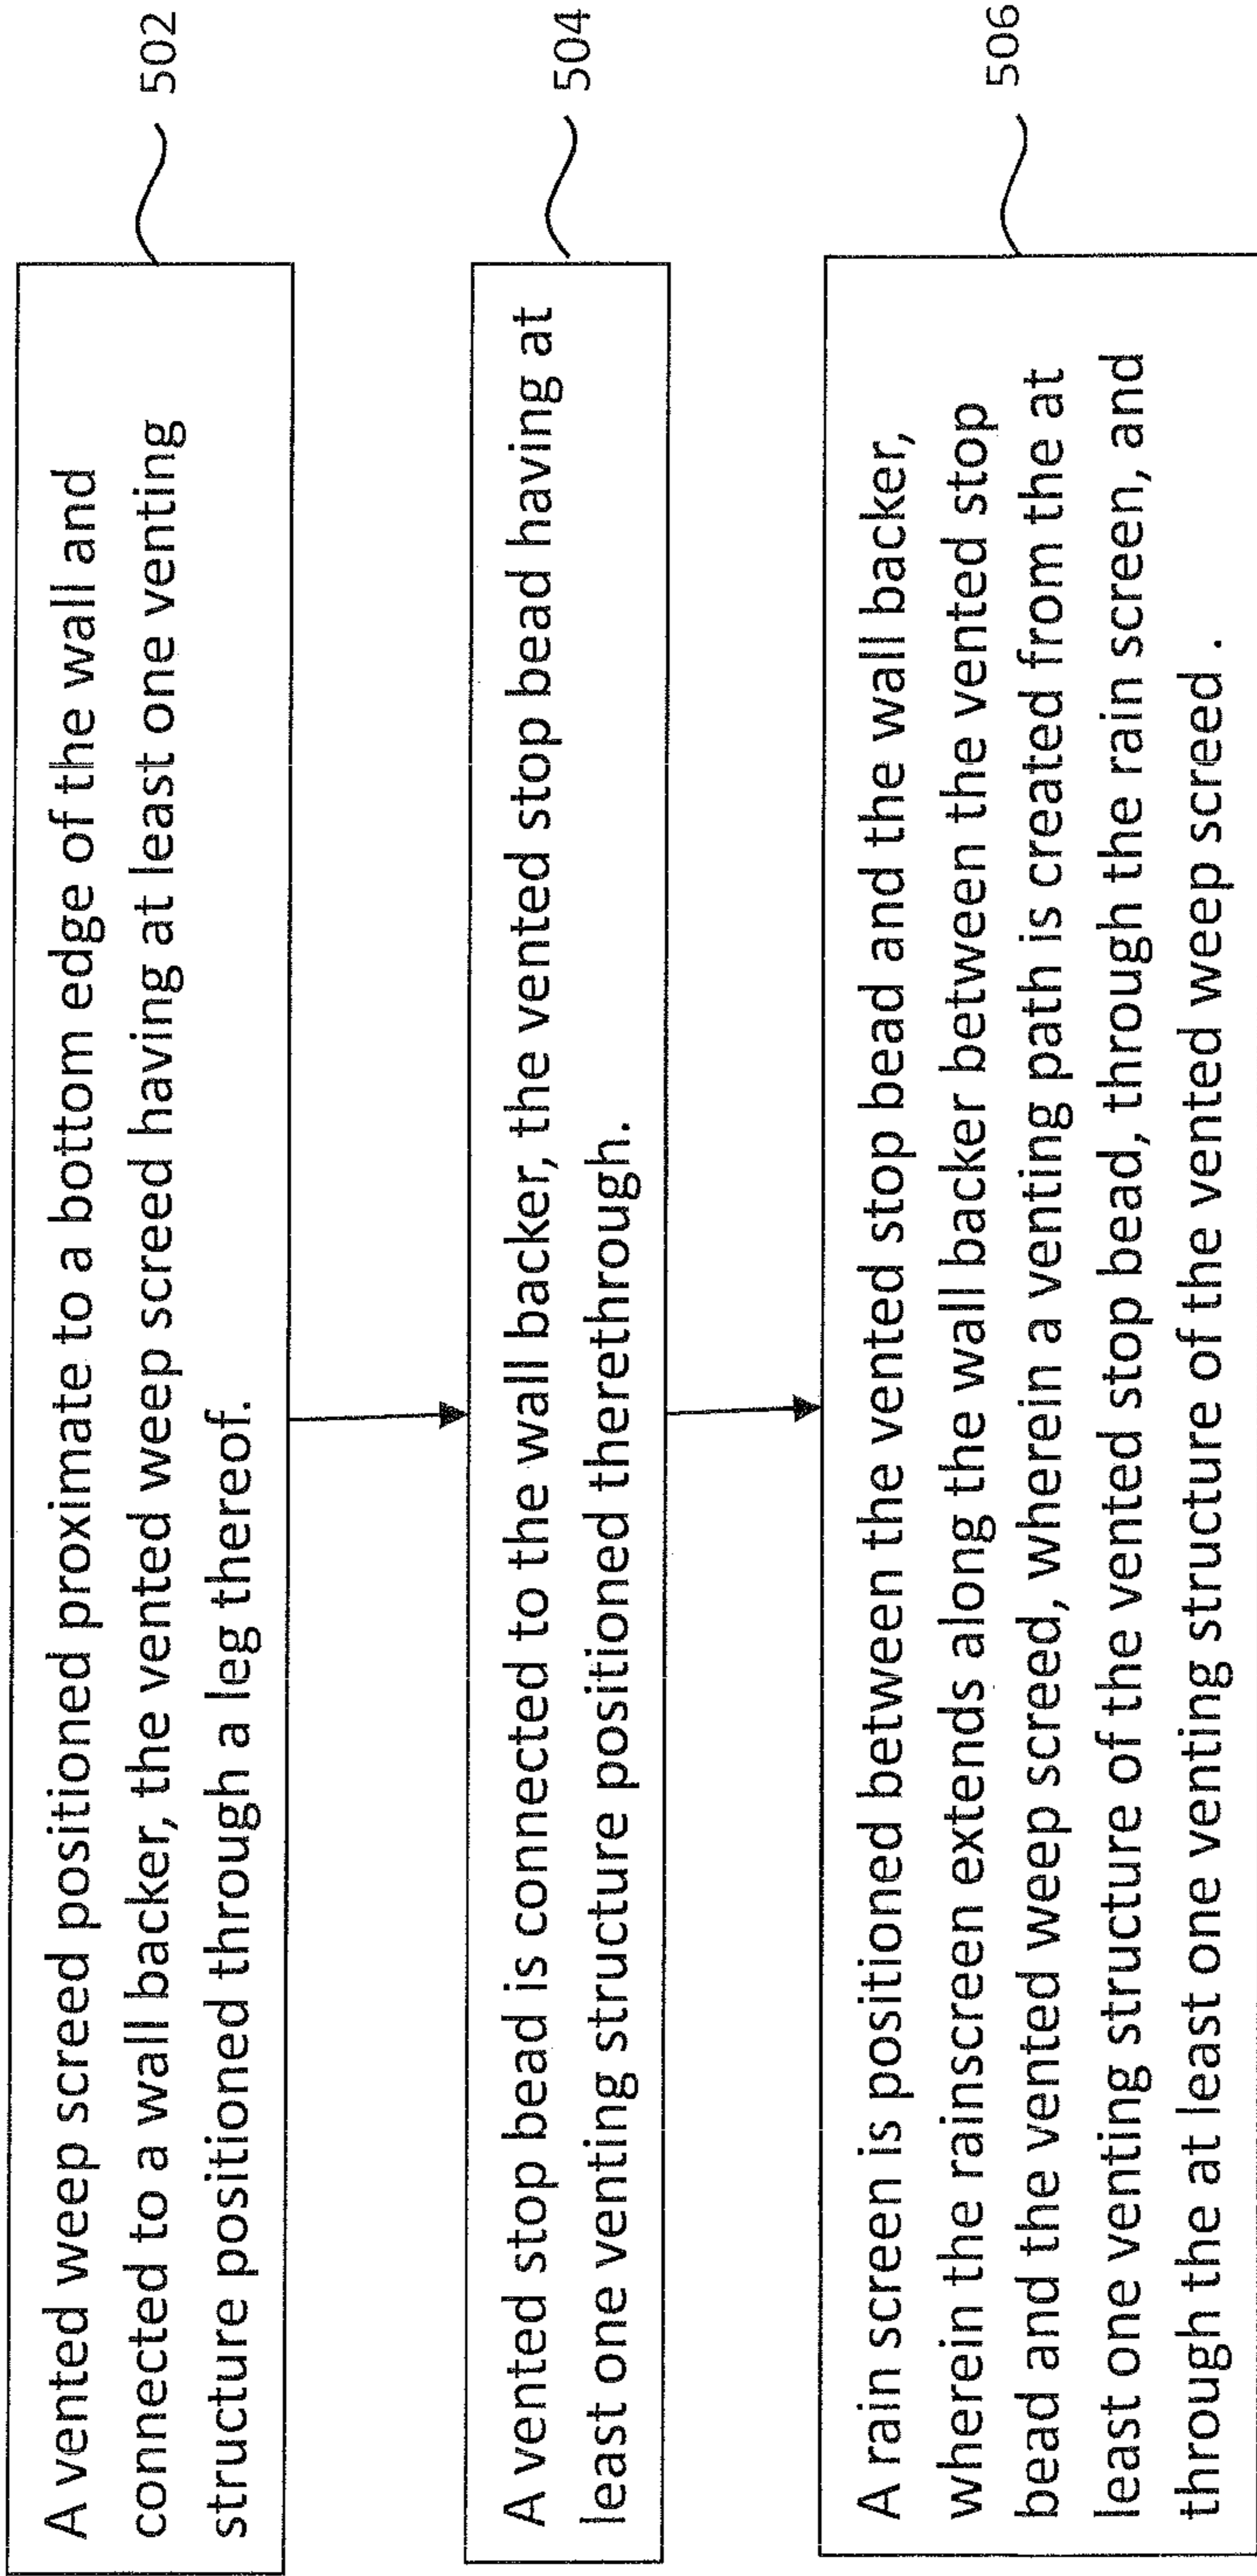 A vented weep screed positioned proximate to a bottom edge of the wall and
connected to a wall backer, the vented weep screed having at least one venting
structure positioned through a leg thereof.
502
A vented stop bead is connected to the wall backer, the vented stop bead having at
least one venting structure positioned therethrough.
504
A rain screen is positioned between the vented stop bead and the wall backer,
wherein the rainscreen extends along the wall backer between the vented stop
bead and the vented weep screed, wherein a venting path is created from the at
least one venting structure of the vented stop bead, through the rain screen, and
through the at least one venting structure of the vented weep screed .
506